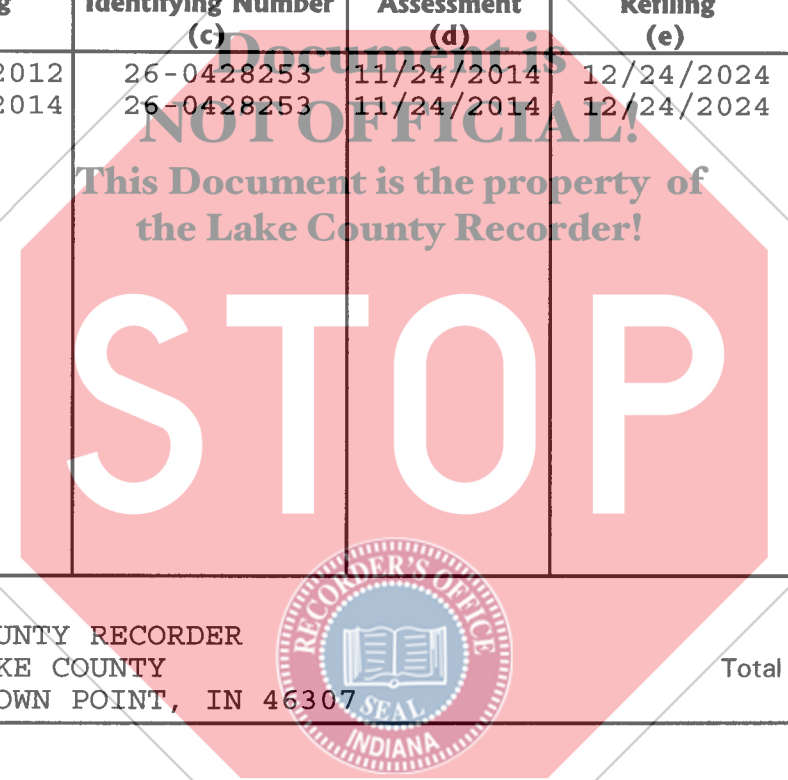 g Identifying Number Assessment Refiling
(c) (d) (e)
2012 26-0428253 11/24/2014 12/24/2024
2014 26-0428253 11/24/2014 12/24/2024
Document is
NOT OFFICIAL!
This Document is the property of
the Lake County Recorder!
STOP
UNTY RECORDER
KE COUNTY
OWN POINT, IN 46307
Total
RECORDER'S OFFICE
SEAL
INDIANA